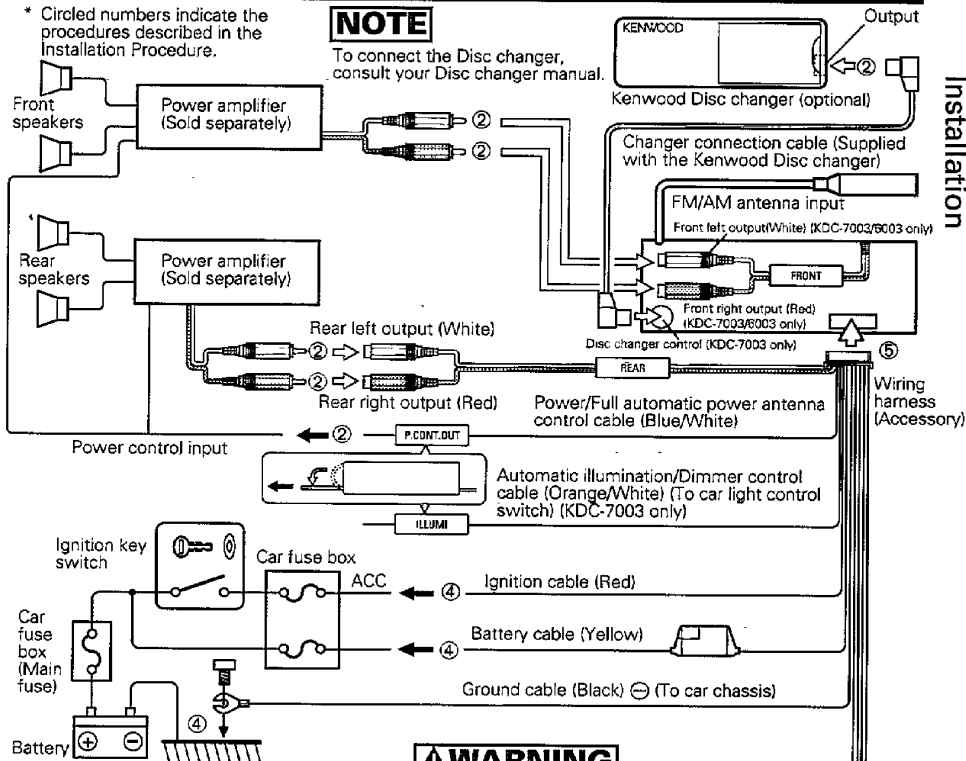 * Circled numbers indicate the
procedures described in the
Installation Procedure.
NOTE
To connect the Disc changer,
consult your Disc changer manual.
KENWOOD
Output
②
Kenwood Disc changer (optional)
Installation
Front
speakers
Power amplifier
(Sold separately)
②
②
Changer connection cable (Supplied
with the Kenwood Disc changer)
FM/AM antenna input
Front left output(White) (KDC-7003/6003 only)
FRONT
Front right output (Red)
(KDC-7003/6003 only)
Disc changer control (KDC-7003 only)
Rear
speakers
Power amplifier
(Sold separately)
Rear left output (White)
②
②
Rear right output (Red)
REAR
⑤
Wiring
harness
(Accessory)
Power/Full automatic power antenna
control cable (Blue/White)
Power control input
②
P.CONT.OUT
Automatic illumination/Dimmer control
cable (Orange/White) (To car light control
switch) (KDC-7003 only)
ILLUMI
Ignition key
switch
Car fuse box
ACC
④
Ignition cable (Red)
Car
fuse
box
(Main
fuse)
④
Battery cable (Yellow)
Ground cable (Black) ⊖ (To car chassis)
④
Battery
⊕ ⊖
⚠WARNING